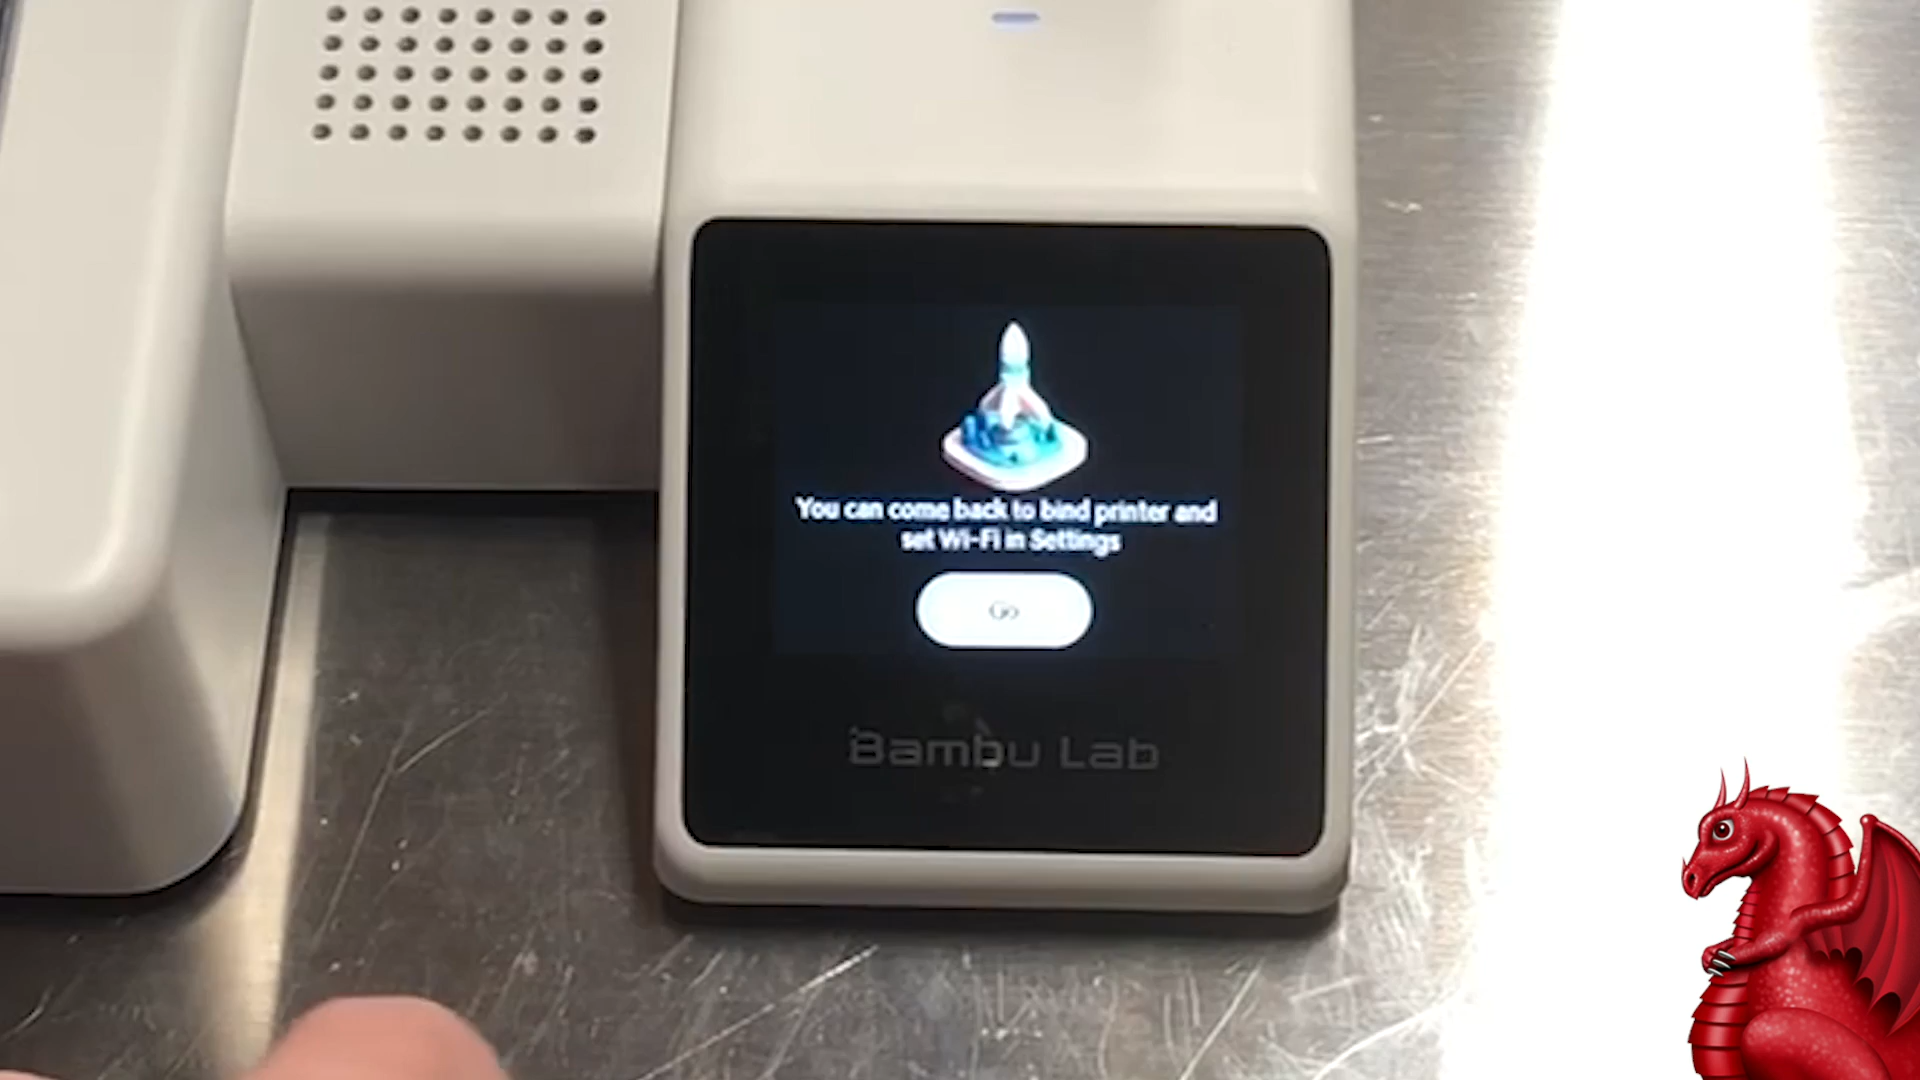 You can come back to bind printer and
set Wi-Fi in Settings
Go
Bambu Lab